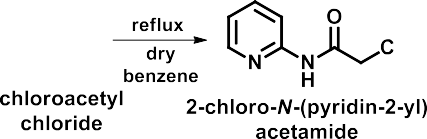 reflux
dry
benzene
chloroacetyl
chloride
O
N
N
H
C
2-chloro-N-(pyridin-2-yl)
acetamide